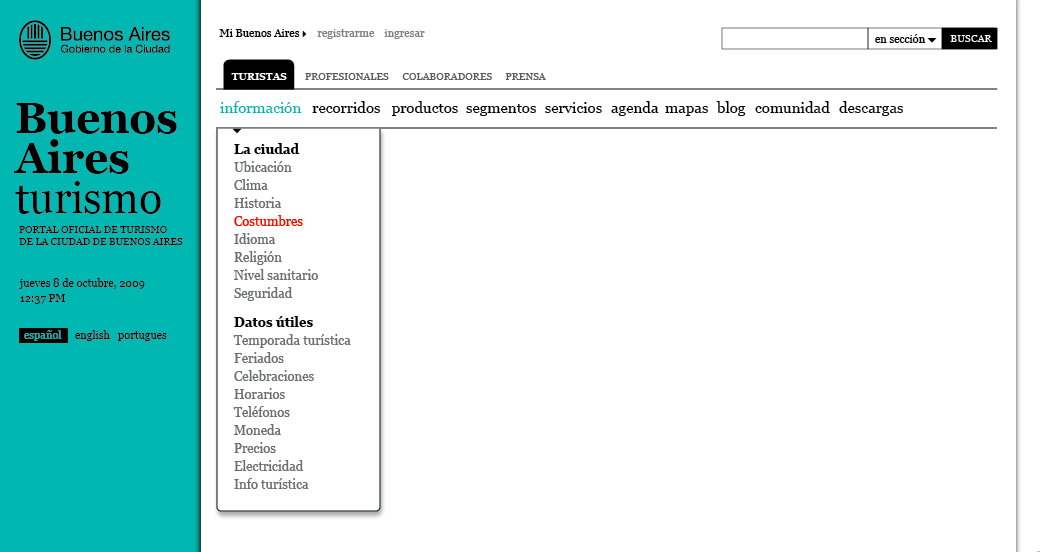 Buenos Aires
Gobierno de la Ciudad
Buenos
Aires
turismo
PORTAL OFICIAL DE TURISMO
DE LA CIUDAD DE BUENOS AIRES
jueves 8 de octubre, 2009
12:37 PM
español english portugues
Mi Buenos Aires registrarme ingresar
en sección BUSCAR
TURISTAS PROFESIONALES COLABORADORES PRENSA
información recorridos productos segmentos servicios agenda mapas blog comunidad descargas
La ciudad
Ubicación
Clima
Historia
Costumbres
Idioma
Religión
Nivel sanitario
Seguridad
Datos útiles
Temporada turística
Feriados
Celebraciones
Horarios
Teléfonos
Moneda
Precios
Electricidad
Info turística